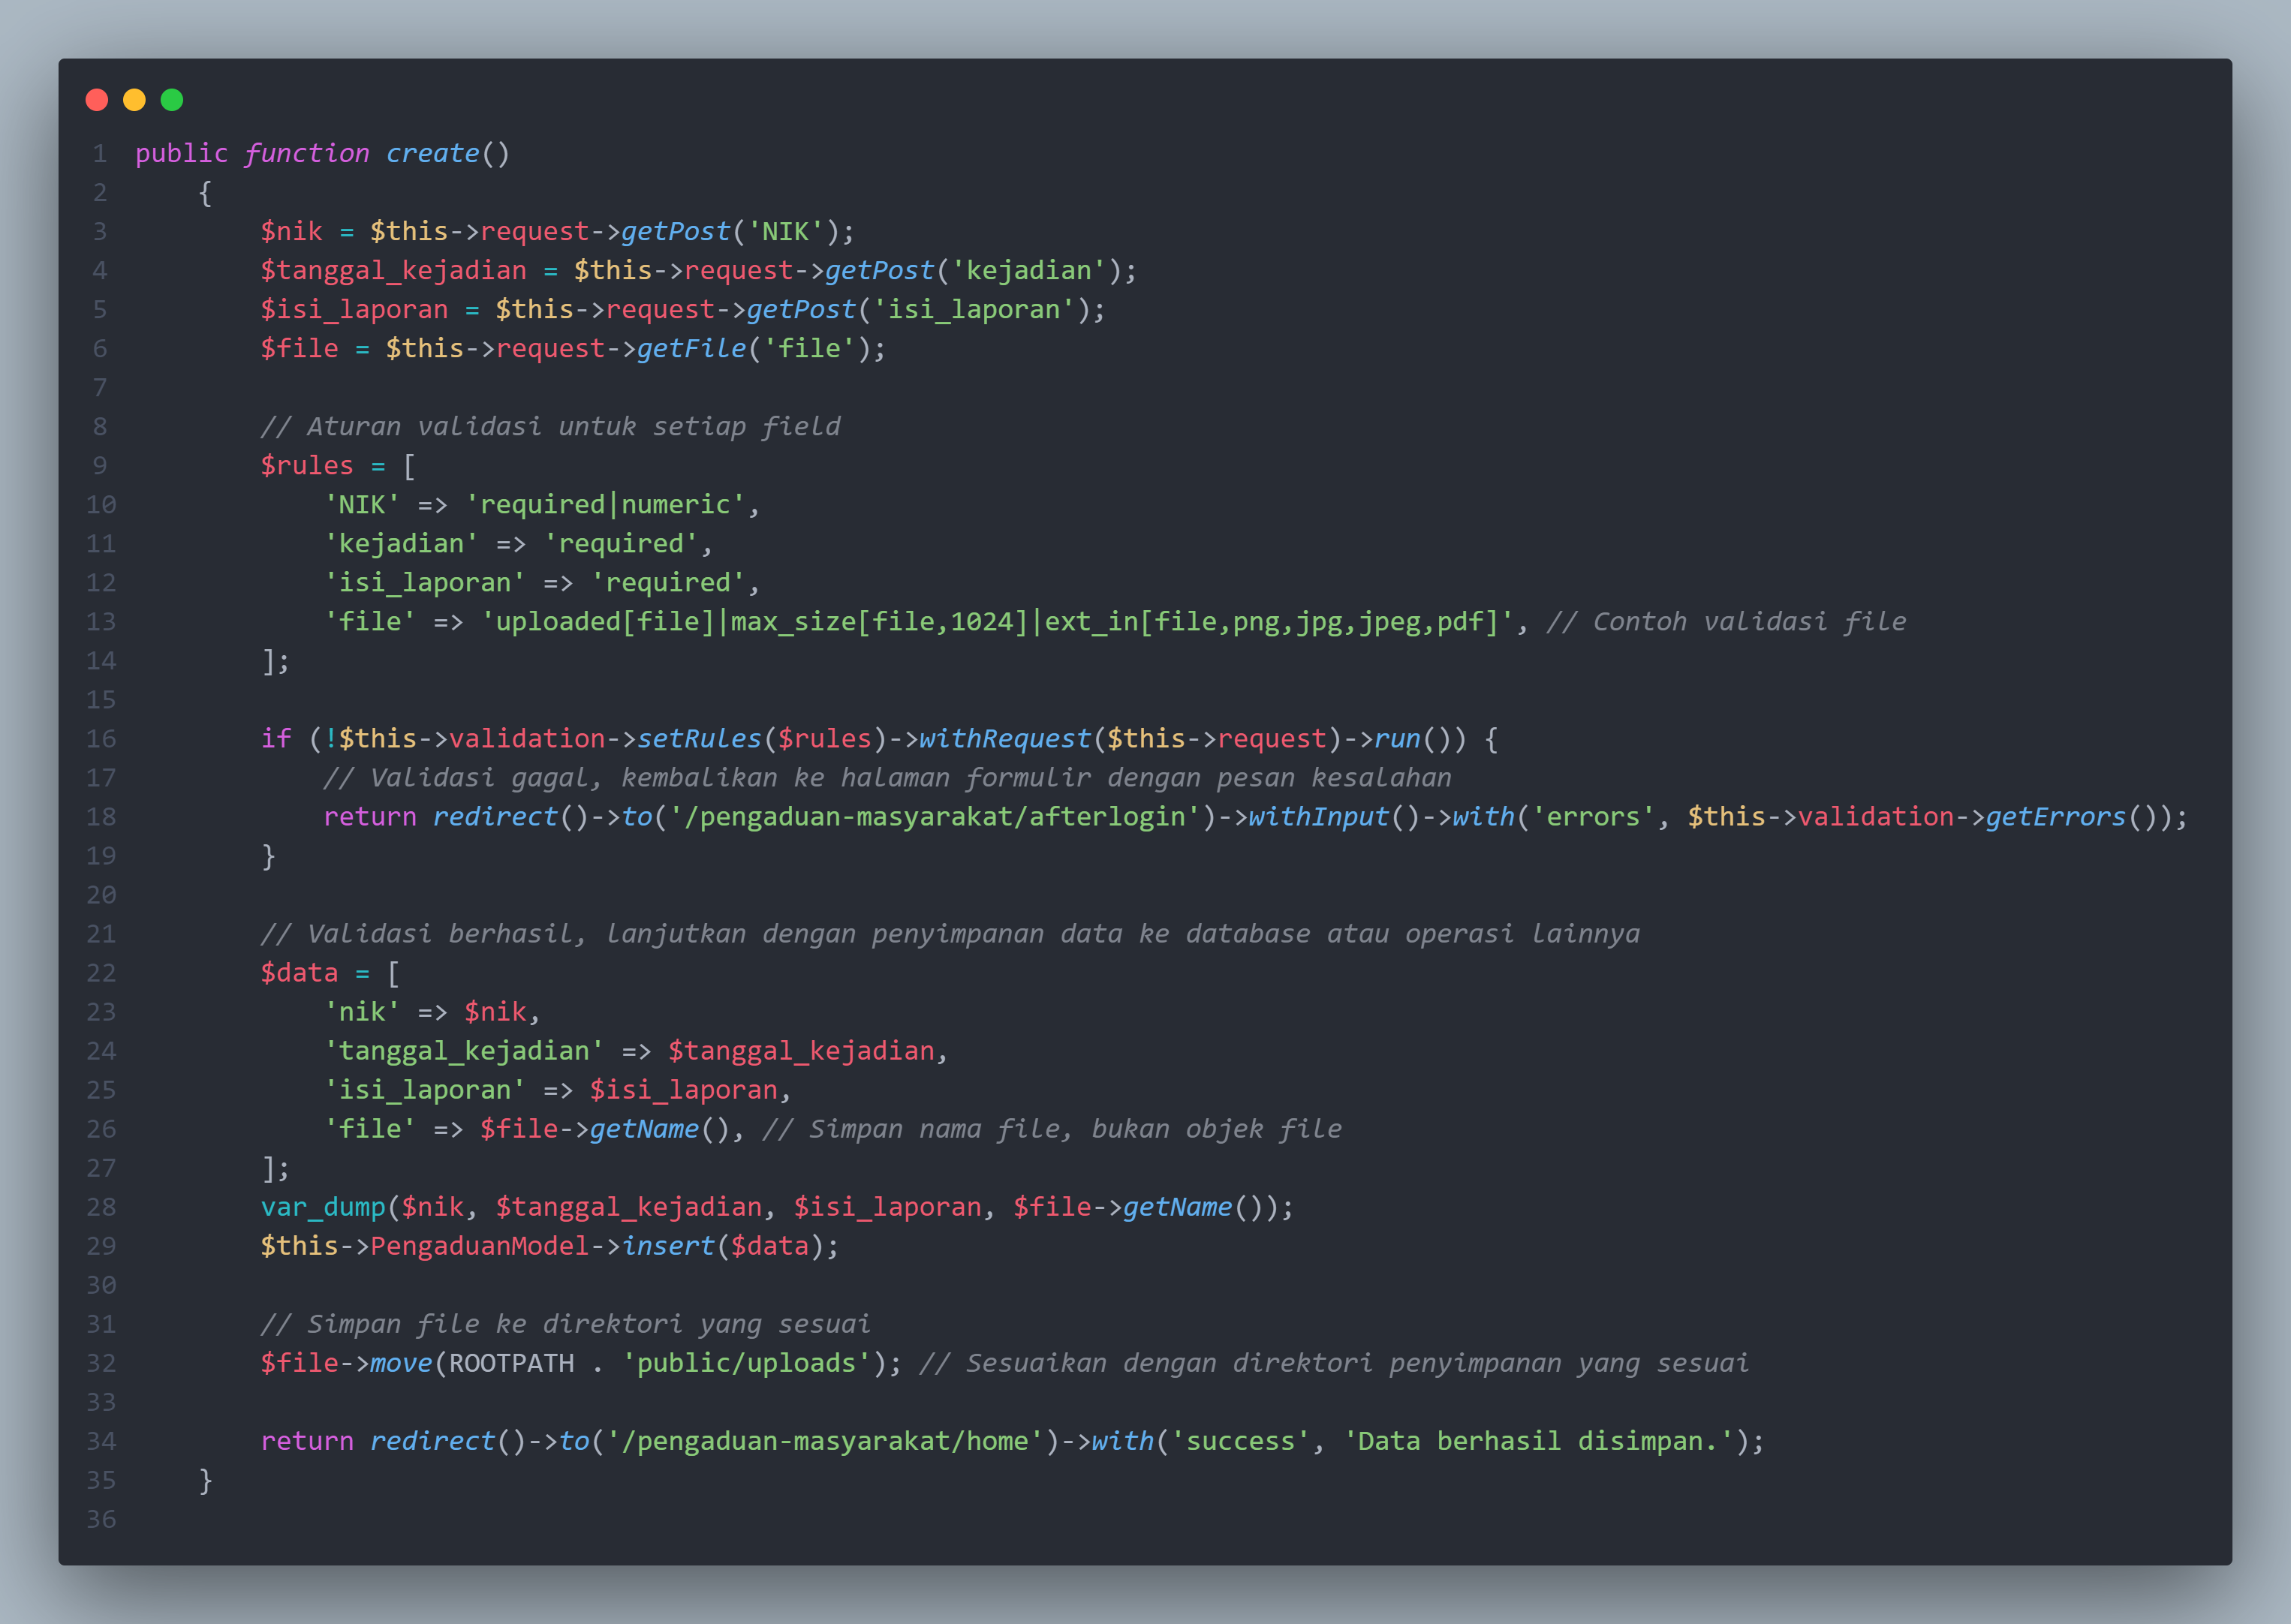 1 public function create()
2 {
3 $nik = $this->request->getPost('NIK');
4 $tanggal_kejadian = $this->request->getPost('kejadian');
5 $isi_laporan = $this->request->getPost('isi_laporan');
6 $file = $this->request->getFile('file');
7
8 // Aturan validasi untuk setiap field
9 $rules = [
10 'NIK' => 'required|numeric',
11 'kejadian' => 'required',
12 'isi_laporan' => 'required',
13 'file' => 'uploaded[file]|max_size[file,1024]|ext_in[file,png,jpg,jpeg,pdf]', // Contoh validasi file
14 ];
15
16 if (!$this->validation->setRules($rules)->withRequest($this->request)->run()) {
17 // Validasi gagal, kembalikan ke halaman formulir dengan pesan kesalahan
18 return redirect()->to('/pengaduan-masyarakat/afterlogin')->withInput()->with('errors', $this->validation->getErrors());
19 }
20
21 // Validasi berhasil, lanjutkan dengan penyimpanan data ke database atau operasi lainnya
22 $data = [
23 'nik' => $nik,
24 'tanggal_kejadian' => $tanggal_kejadian,
25 'isi_laporan' => $isi_laporan,
26 'file' => $file->getName(), // Simpan nama file, bukan objek file
27 ];
28 var_dump($nik, $tanggal_kejadian, $isi_laporan, $file->getName());
29 $this->PengaduanModel->insert($data);
30
31 // Simpan file ke direktori yang sesuai
32 $file->move(ROOTPATH . 'public/uploads'); // Sesuaikan dengan direktori penyimpanan yang sesuai
33
34 return redirect()->to('/pengaduan-masyarakat/home')->with('success', 'Data berhasil disimpan.');
35 }
36